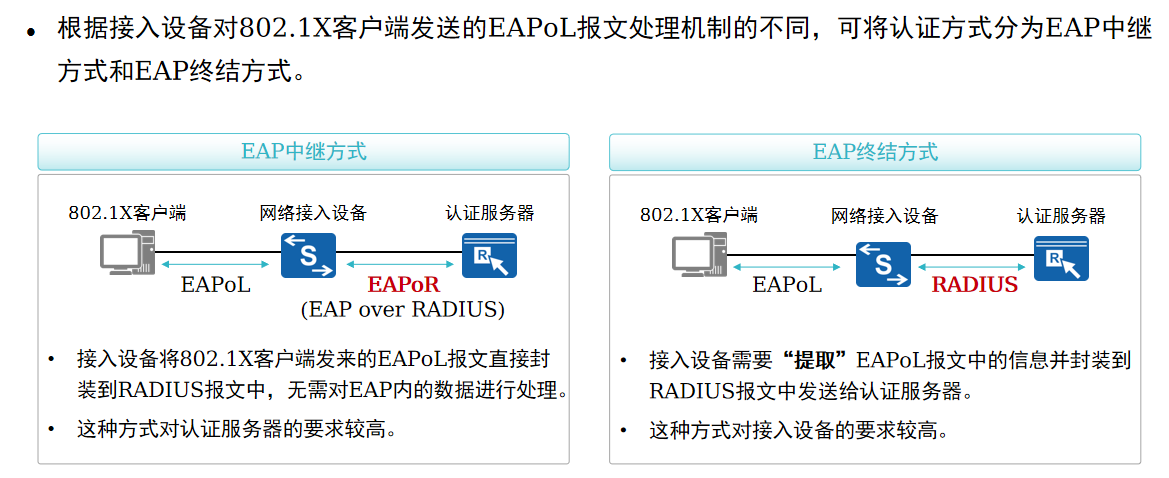 • 根据接入设备对802.1X客户端发送的EAPoL报文处理机制的不同，可将认证方式分为EAP中继
方式和EAP终结方式。
EAP中继方式
802.1X客户端 网络接入设备 认证服务器
S
R
EAPoL EAPoR
(EAP over RADIUS)
• 接入设备将802.1X客户端发来的EAPoL报文直接封
装到RADIUS报文中，无需对EAP内的数据进行处理。
• 这种方式对认证服务器的要求较高。
EAP终结方式
802.1X客户端 网络接入设备 认证服务器
S
R
EAPoL RADIUS
• 接入设备需要“提取”EAPoL报文中的信息并封装到
RADIUS报文中发送给认证服务器。
• 这种方式对接入设备的要求较高。